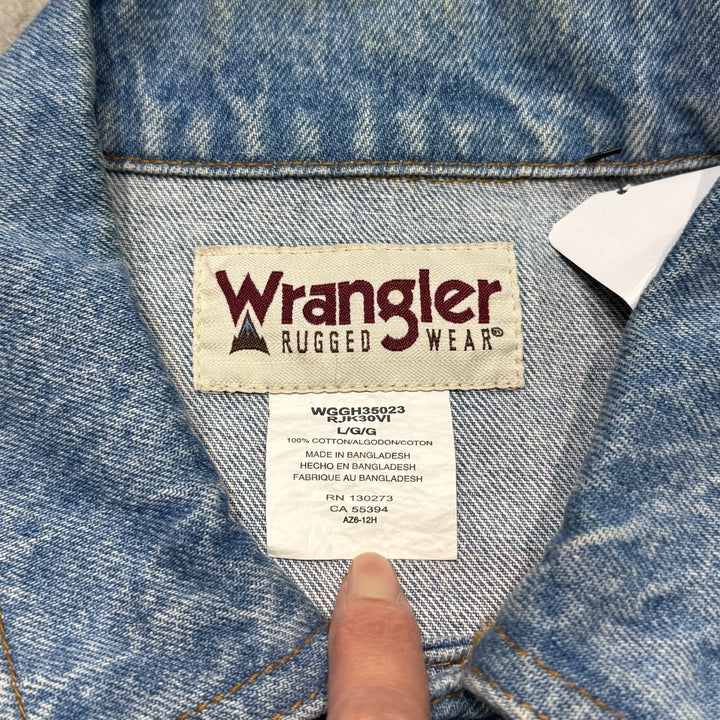 Wrangler
RUGGED WEAR®
WGGH35023
RJK30VI
L/G/G
100% COTTON/ALGODON/COTON
MADE IN BANGLADESH
HECHO EN BANGLADESH
FABRIQUE AU BANGLADESH
RN 130273
CA 55394
AZ6-12H